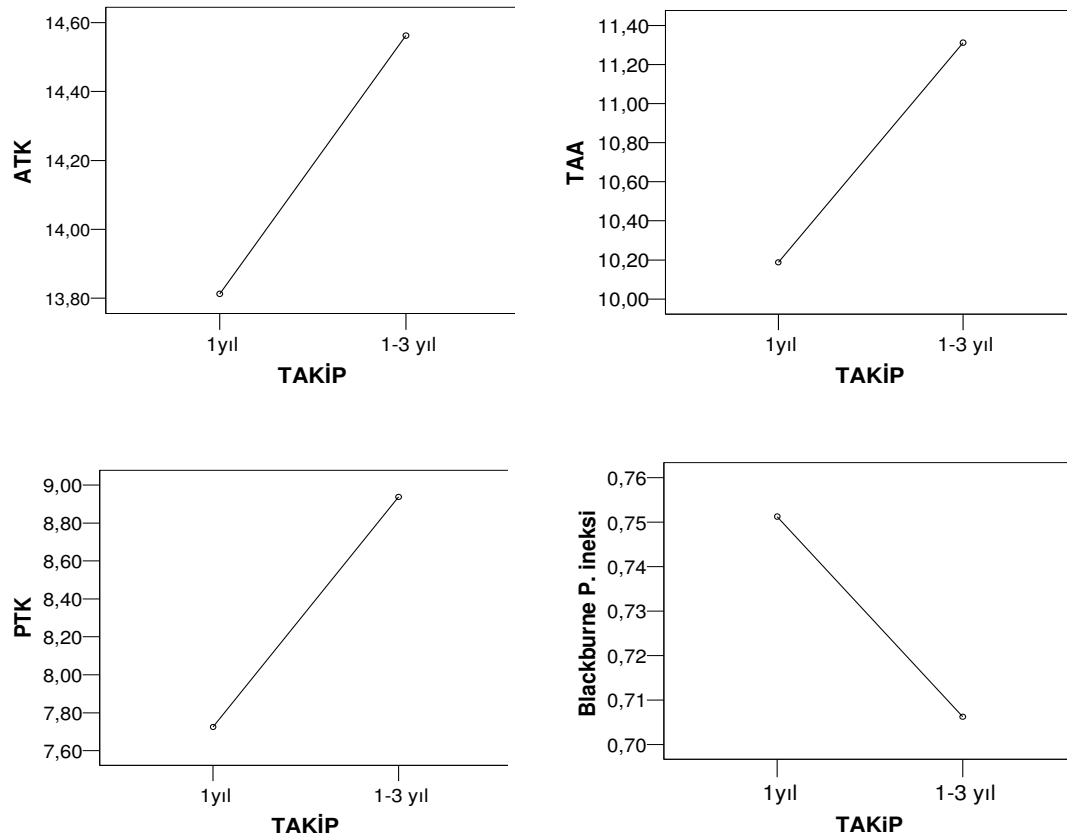 14,60
14,40
14,20
14,00
13,80
ATK
1yıl 1-3 yıl
TAKİP
11,40
11,20
11,00
10,80
10,60
10,40
10,20
10,00
TAA
1yıl 1-3 yıl
TAKİP
9,00
8,80
8,60
8,40
8,20
8,00
7,80
7,60
PTK
1yıl 1-3 yıl
TAKİP
0,76
0,75
0,74
0,73
0,72
0,71
0,70
Blackburne P. ineksi
1yıl 1-3 yıl
TAKiP